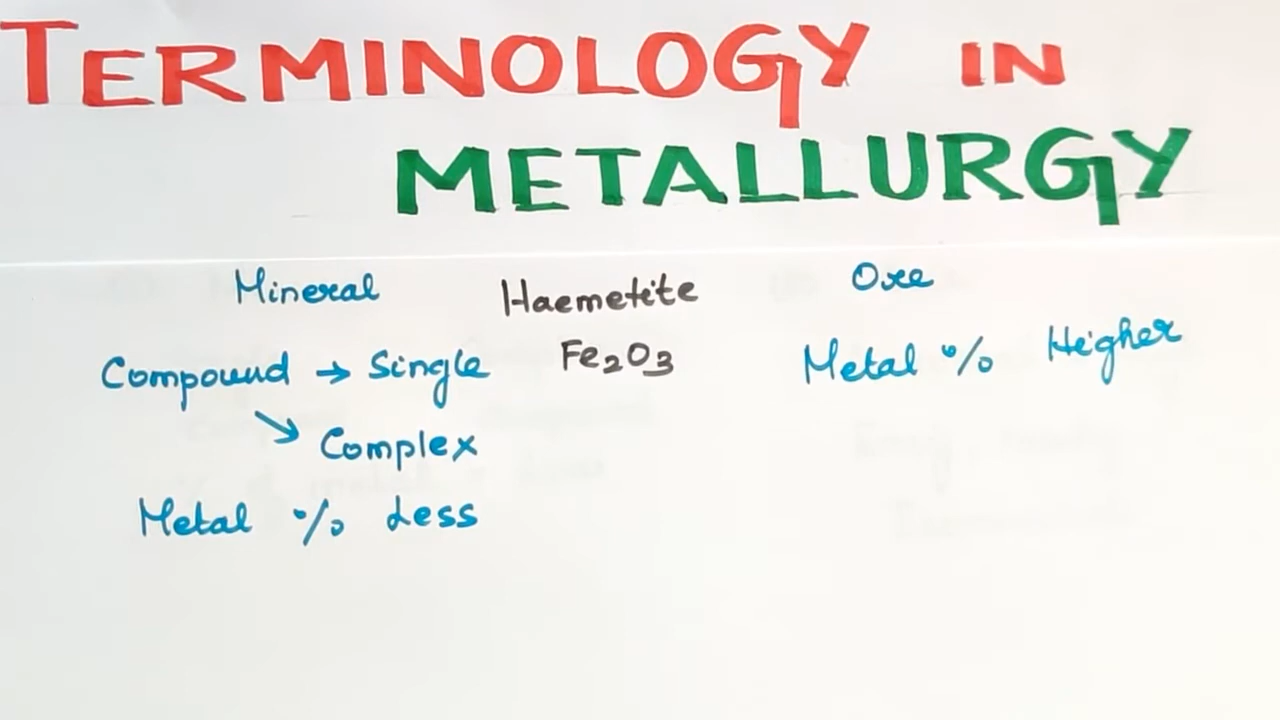 TERMINOLOGY IN
METALLURGY
Mineral
Haemetite
Ore
Compound → Single
Fe₂O₃
Metal % Higher
↘ Complex
Metal % Less